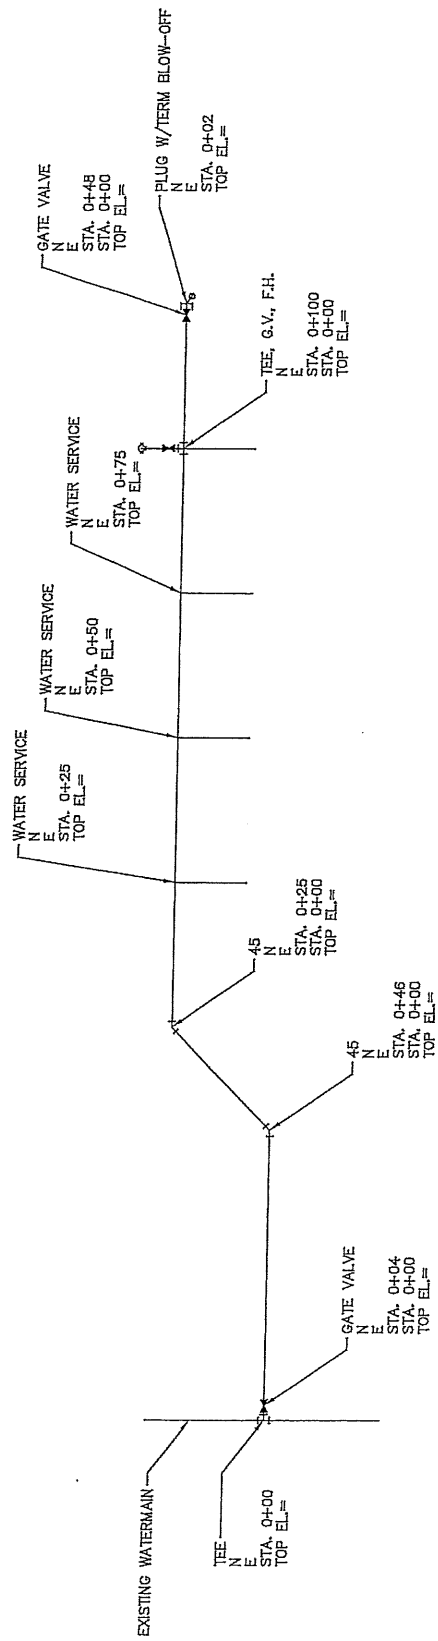 EXISTING WATERMAIN
TEE
N
E
STA. 0+00
TOP EL.=
GATE VALVE
N
E
STA. 0+04
STA. 0+00
TOP EL.=
45
N
E
STA. 0+46
STA. 0+00
TOP EL.=
45
N
E
STA. 0+25
STA. 0+00
TOP EL.=
WATER SERVICE
N
E
STA. 0+25
TOP EL.=
WATER SERVICE
N
E
STA. 0+50
TOP EL.=
WATER SERVICE
N
E
STA. 0+75
TOP EL.=
TEE, G.V., F.H.
N
E
STA. 0+100
STA. 0+00
TOP EL.=
GATE VALVE
N
E
STA. 0+48
STA. 0+00
TOP EL.=
PLUG W/TERM BLOW-OFF
N
E
STA. 0+02
TOP EL.=